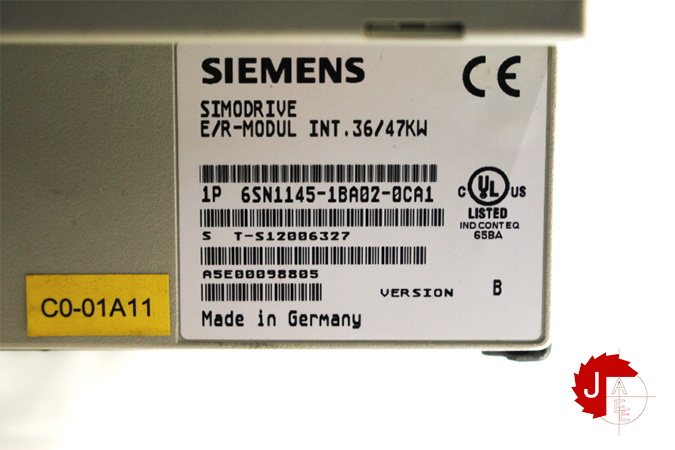 SIEMENS
CE
SIMODRIVE
E/R-MODUL INT.36/47KW
1P 6SN1145-1BA02-0CA1
C UL US
LISTED
IND CONT EQ
65BA
S T-S12006327
A5E00098805
VERSION B
Made in Germany
C0-01A11
J